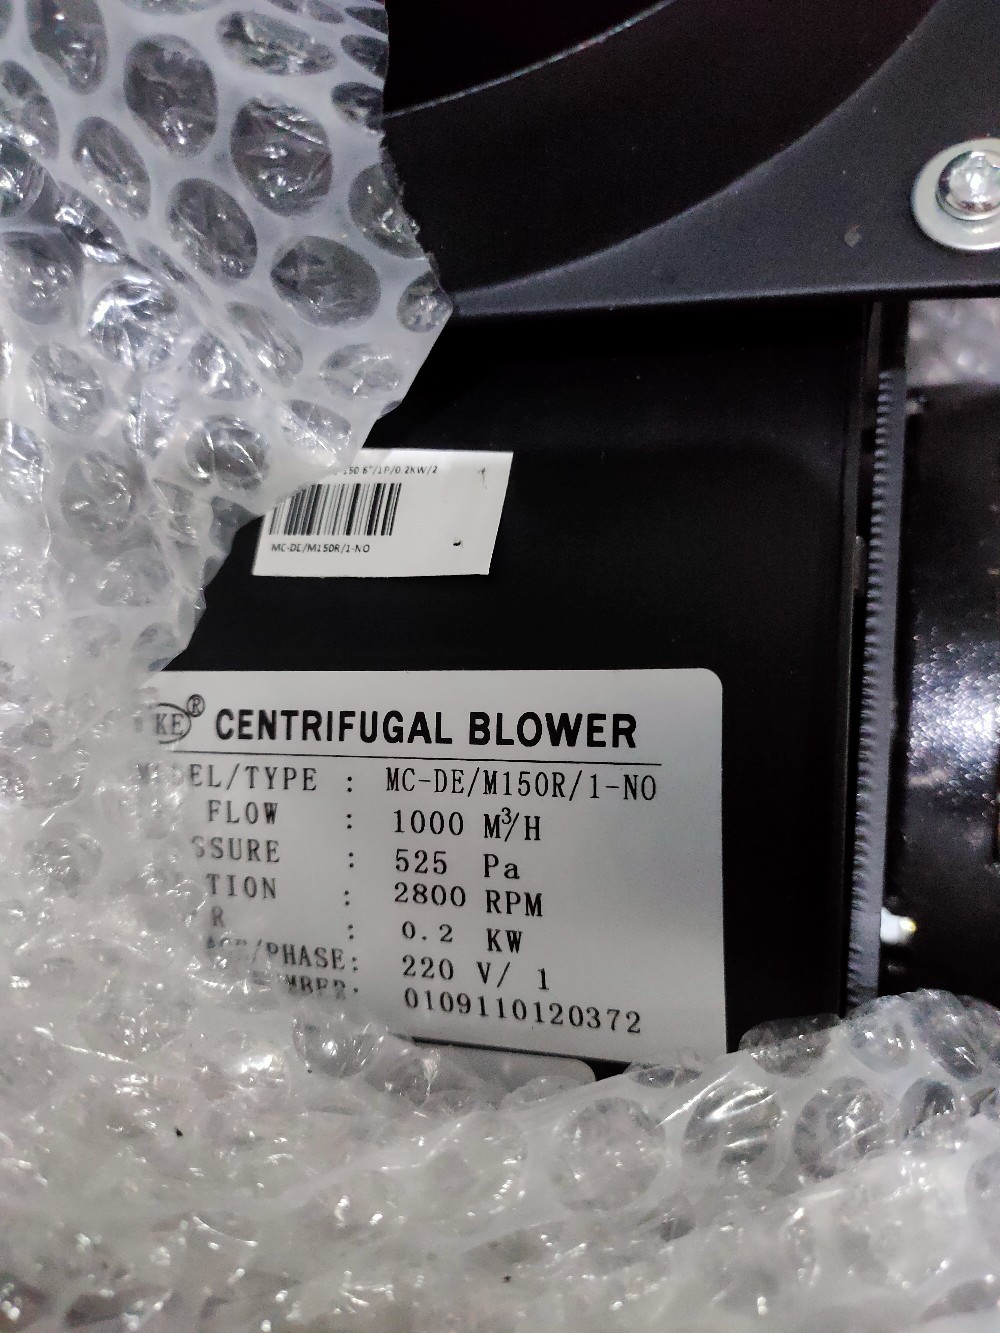 150 6"/1P/0.2KW/2
MC-DE/M150R/1-NO
KE® CENTRIFUGAL BLOWER
EL/TYPE : MC-DE/M150R/1-NO
FLOW : 1000 M³/H
SSURE : 525 Pa
TION : 2800 RPM
R : 0.2 KW
/PHASE: 220 V/ 1
MBER: 0109110120372